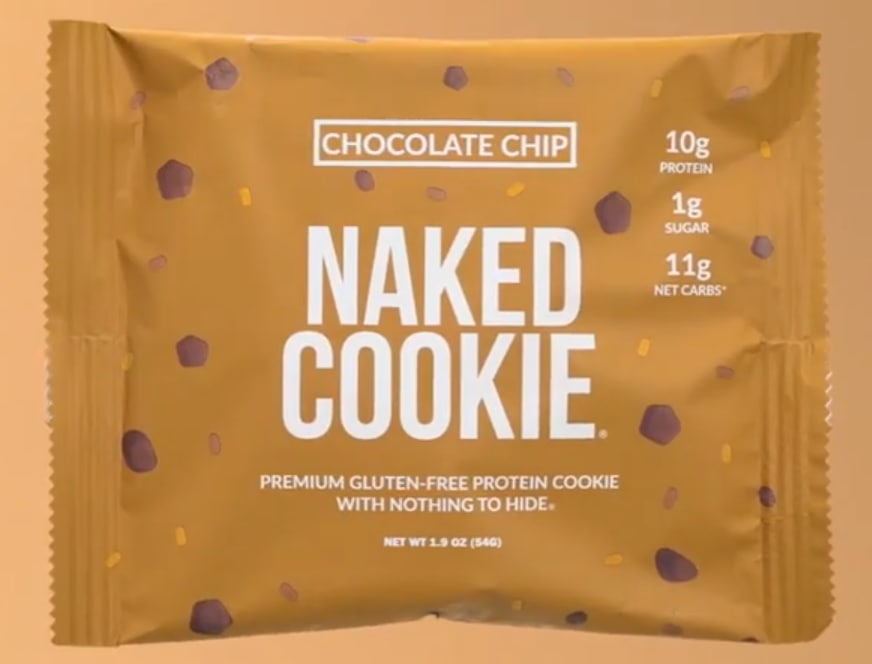 CHOCOLATE CHIP
NAKED
COOKIE®
PREMIUM GLUTEN-FREE PROTEIN COOKIE
WITH NOTHING TO HIDE®
NET WT 1.9 OZ (54G)
10g
PROTEIN
1g
SUGAR
11g
NET CARBS*